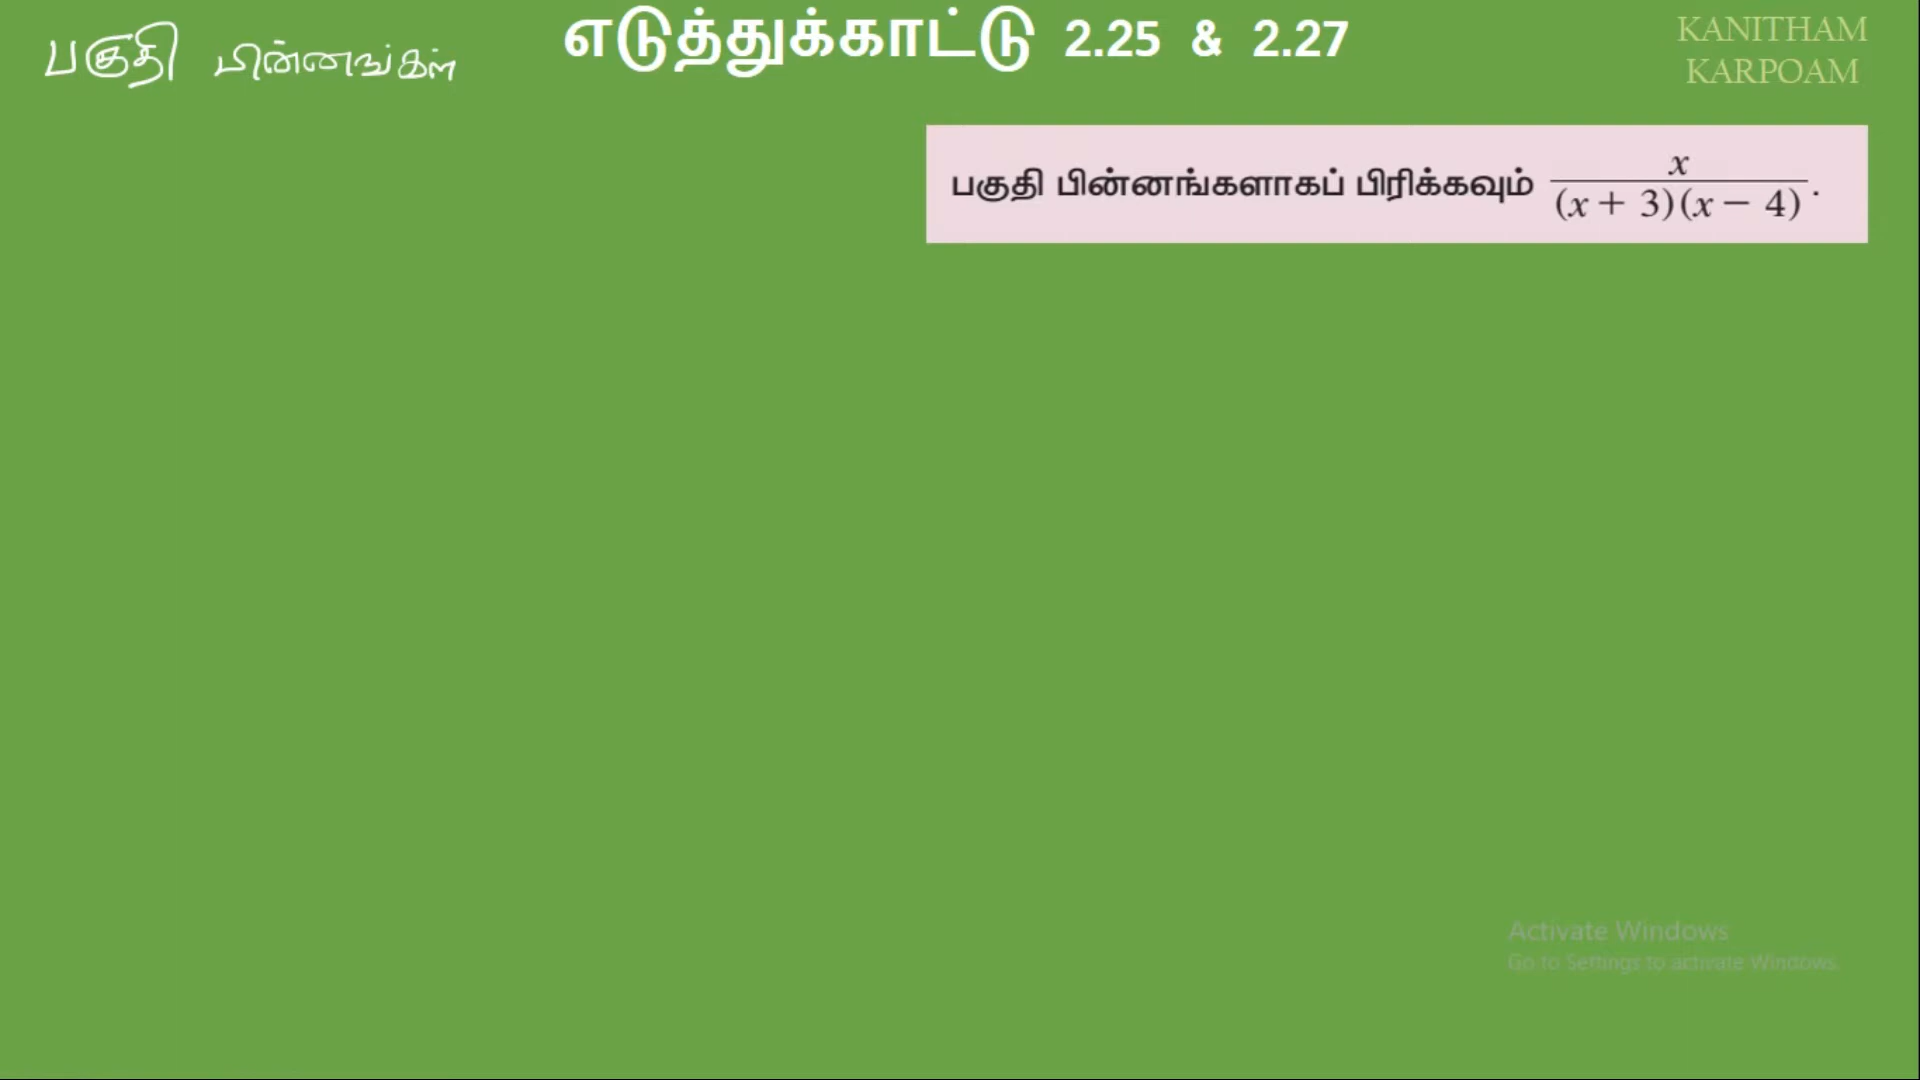 பகுதி பின்னங்கள்
எடுத்துக்காட்டு 2.25 & 2.27
KANITHAM
KARPOAM
பகுதி பின்னங்களாகப் பிரிக்கவும் x / (x + 3)(x − 4) .
Activate Windows
Go to Settings to activate Windows.